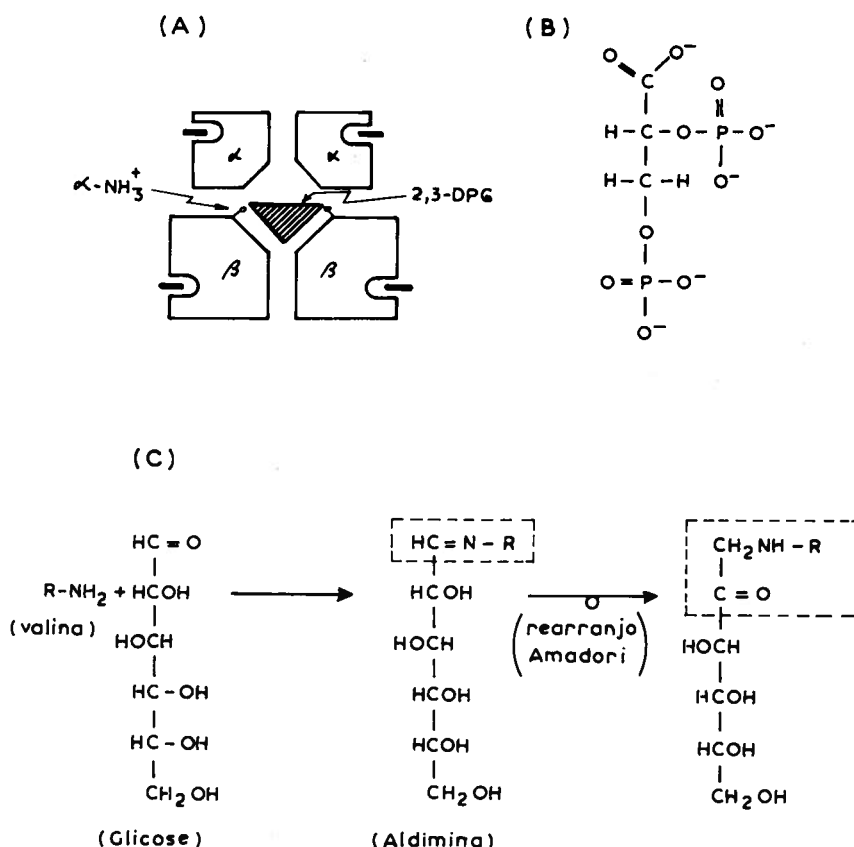 (A)
(B)
α
α
α-NH3+
2,3-DPG
β
β
O
O-
C
O
H-C-O-P-O-
O-
H-C-H
O
O=P-O-
O-
(C)
HC=O
R-NH2 + HCOH
(valina)
HOCH
HC-OH
HC-OH
CH2OH
(Glicose)
HC=N-R
HCOH
HOCH
HCOH
HCOH
CH2OH
(Aldimina)
(rearranjo
Amadori)
CH2NH-R
C=O
HOCH
HCOH
HCOH
CH2OH